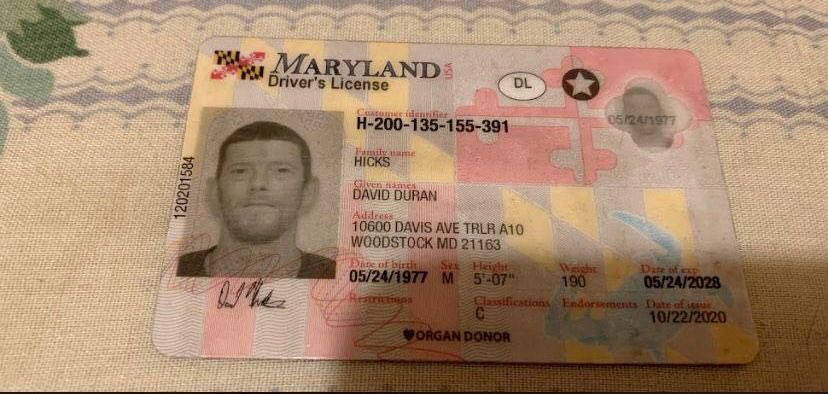 MARYLAND USA
Driver's License
DL
Customer identifier
H-200-135-155-391
05/24/1977
Family name
HICKS
Given names
DAVID DURAN
Address
10600 DAVIS AVE TRLR A10
WOODSTOCK MD 21163
120201584
Date of birth Sex Height Weight Date of exp
05/24/1977 M 5'-07" 190 05/24/2028
Restrictions Classifications Endorsements Date of issue
C 10/22/2020
ORGAN DONOR